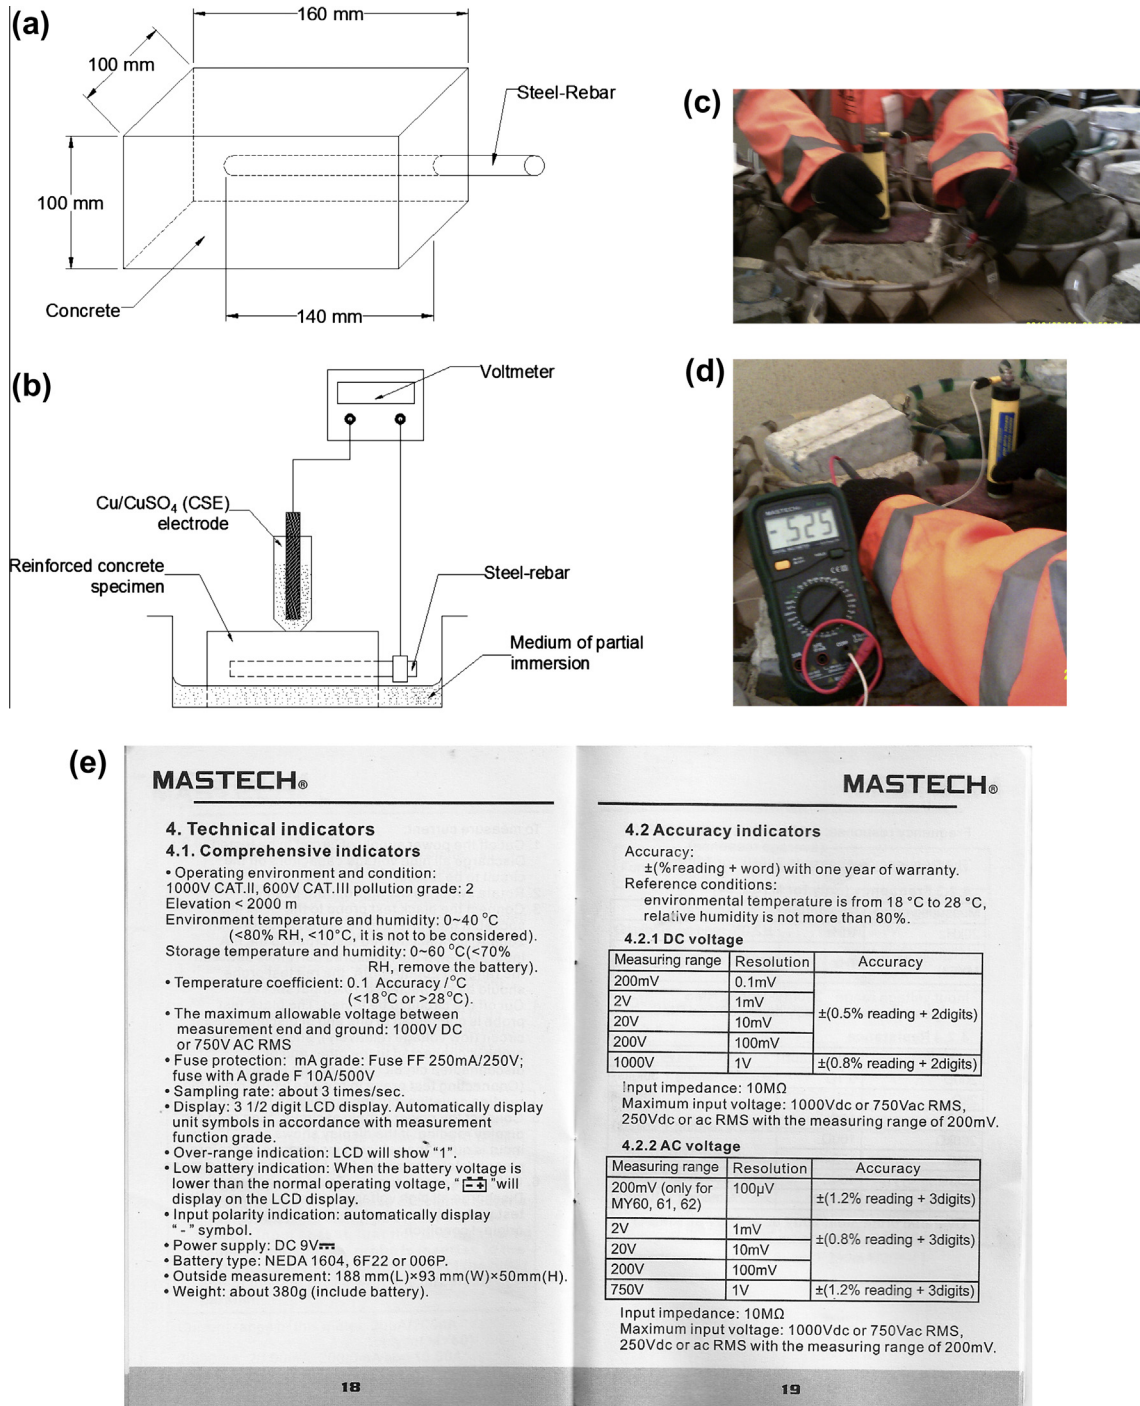 (a)
160 mm
100 mm
Steel-Rebar
100 mm
Concrete
140 mm
(b)
Voltmeter
Cu/CuSO4 (CSE)
electrode
Reinforced concrete
specimen
Steel-rebar
Medium of partial
immersion
(c)
(d)
MASTECH
-.525
(e)
MASTECH®
4. Technical indicators
4.1. Comprehensive indicators
• Operating environment and condition:
1000V CAT.II, 600V CAT.III pollution grade: 2
Elevation < 2000 m
Environment temperature and humidity: 0~40 °C
(<80% RH, <10°C, it is not to be considered).
Storage temperature and humidity: 0~60 °C(<70%
RH, remove the battery).
• Temperature coefficient: 0.1 Accuracy /°C
(<18°C or >28°C).
• The maximum allowable voltage between
measurement end and ground: 1000V DC
or 750V AC RMS
• Fuse protection: mA grade: Fuse FF 250mA/250V;
fuse with A grade F 10A/500V
• Sampling rate: about 3 times/sec.
• Display: 3 1/2 digit LCD display. Automatically display
unit symbols in accordance with measurement
function grade.
• Over-range indication: LCD will show "1".
• Low battery indication: When the battery voltage is
lower than the normal operating voltage, " " will
display on the LCD display.
• Input polarity indication: automatically display
"-" symbol.
• Power supply: DC 9V
• Battery type: NEDA 1604, 6F22 or 006P.
• Outside measurement: 188 mm(L)×93 mm(W)×50mm(H).
• Weight: about 380g (include battery).
18
MASTECH®
4.2 Accuracy indicators
Accuracy:
±(%reading + word) with one year of warranty.
Reference conditions:
environmental temperature is from 18 °C to 28 °C,
relative humidity is not more than 80%.
4.2.1 DC voltage
Measuring range Resolution Accuracy
200mV 0.1mV
2V 1mV
±(0.5% reading + 2digits)
20V 10mV
200V 100mV
1000V 1V ±(0.8% reading + 2digits)
Input impedance: 10MΩ
Maximum input voltage: 1000Vdc or 750Vac RMS,
250Vdc or ac RMS with the measuring range of 200mV.
4.2.2 AC voltage
Measuring range Resolution Accuracy
200mV (only for 100µV ±(1.2% reading + 3digits)
MY60, 61, 62)
2V 1mV
±(0.8% reading + 3digits)
20V 10mV
200V 100mV
750V 1V ±(1.2% reading + 3digits)
Input impedance: 10MΩ
Maximum input voltage: 1000Vdc or 750Vac RMS,
250Vdc or ac RMS with the measuring range of 200mV.
19